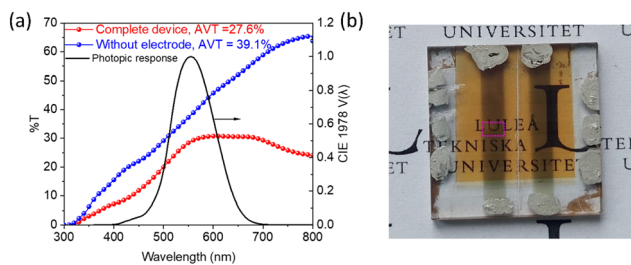 (a)
Complete device, AVT =27.6%
Without electrode, AVT = 39.1%
Photopic response
%T
70
60
50
40
30
20
10
0
1.2
1.0
0.8
0.6
0.4
0.2
0.0
CIE 1978 V(λ)
300 400 500 600 700 800
Wavelength (nm)
(b)
UNIVERSITET
LULEÅ
TEKNISKA
UNIVERSITET
L